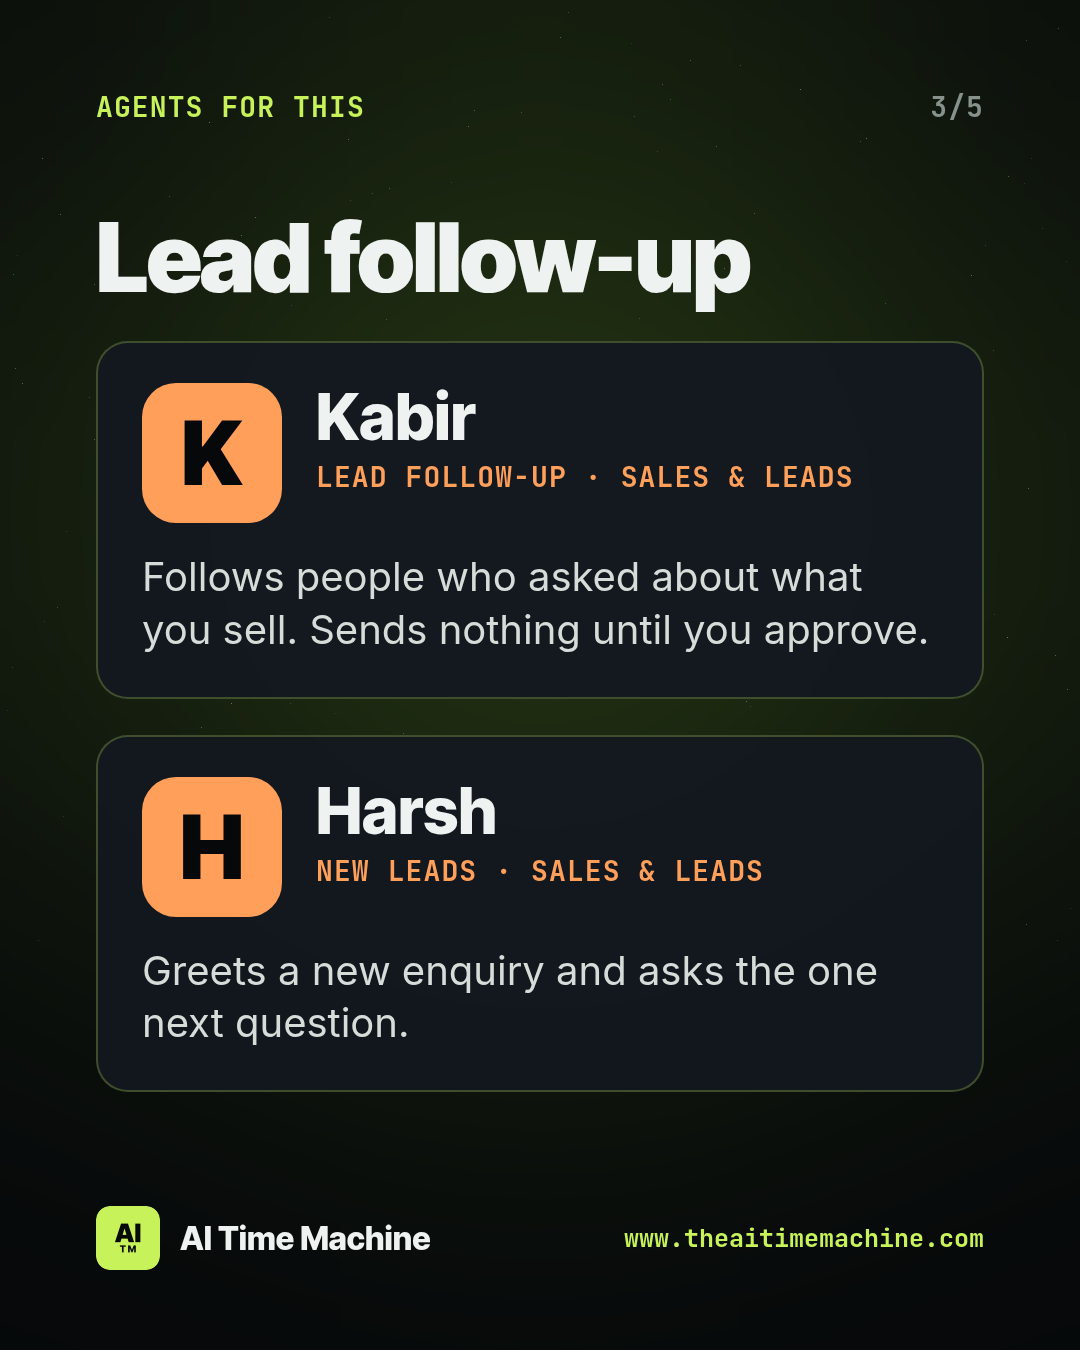 AGENTS FOR THIS
3/5
Lead follow-up
K
Kabir
LEAD FOLLOW-UP · SALES & LEADS
Follows people who asked about what
you sell. Sends nothing until you approve.
H
Harsh
NEW LEADS · SALES & LEADS
Greets a new enquiry and asks the one
next question.
AI
TM
AI Time Machine
www.theaitimemachine.com